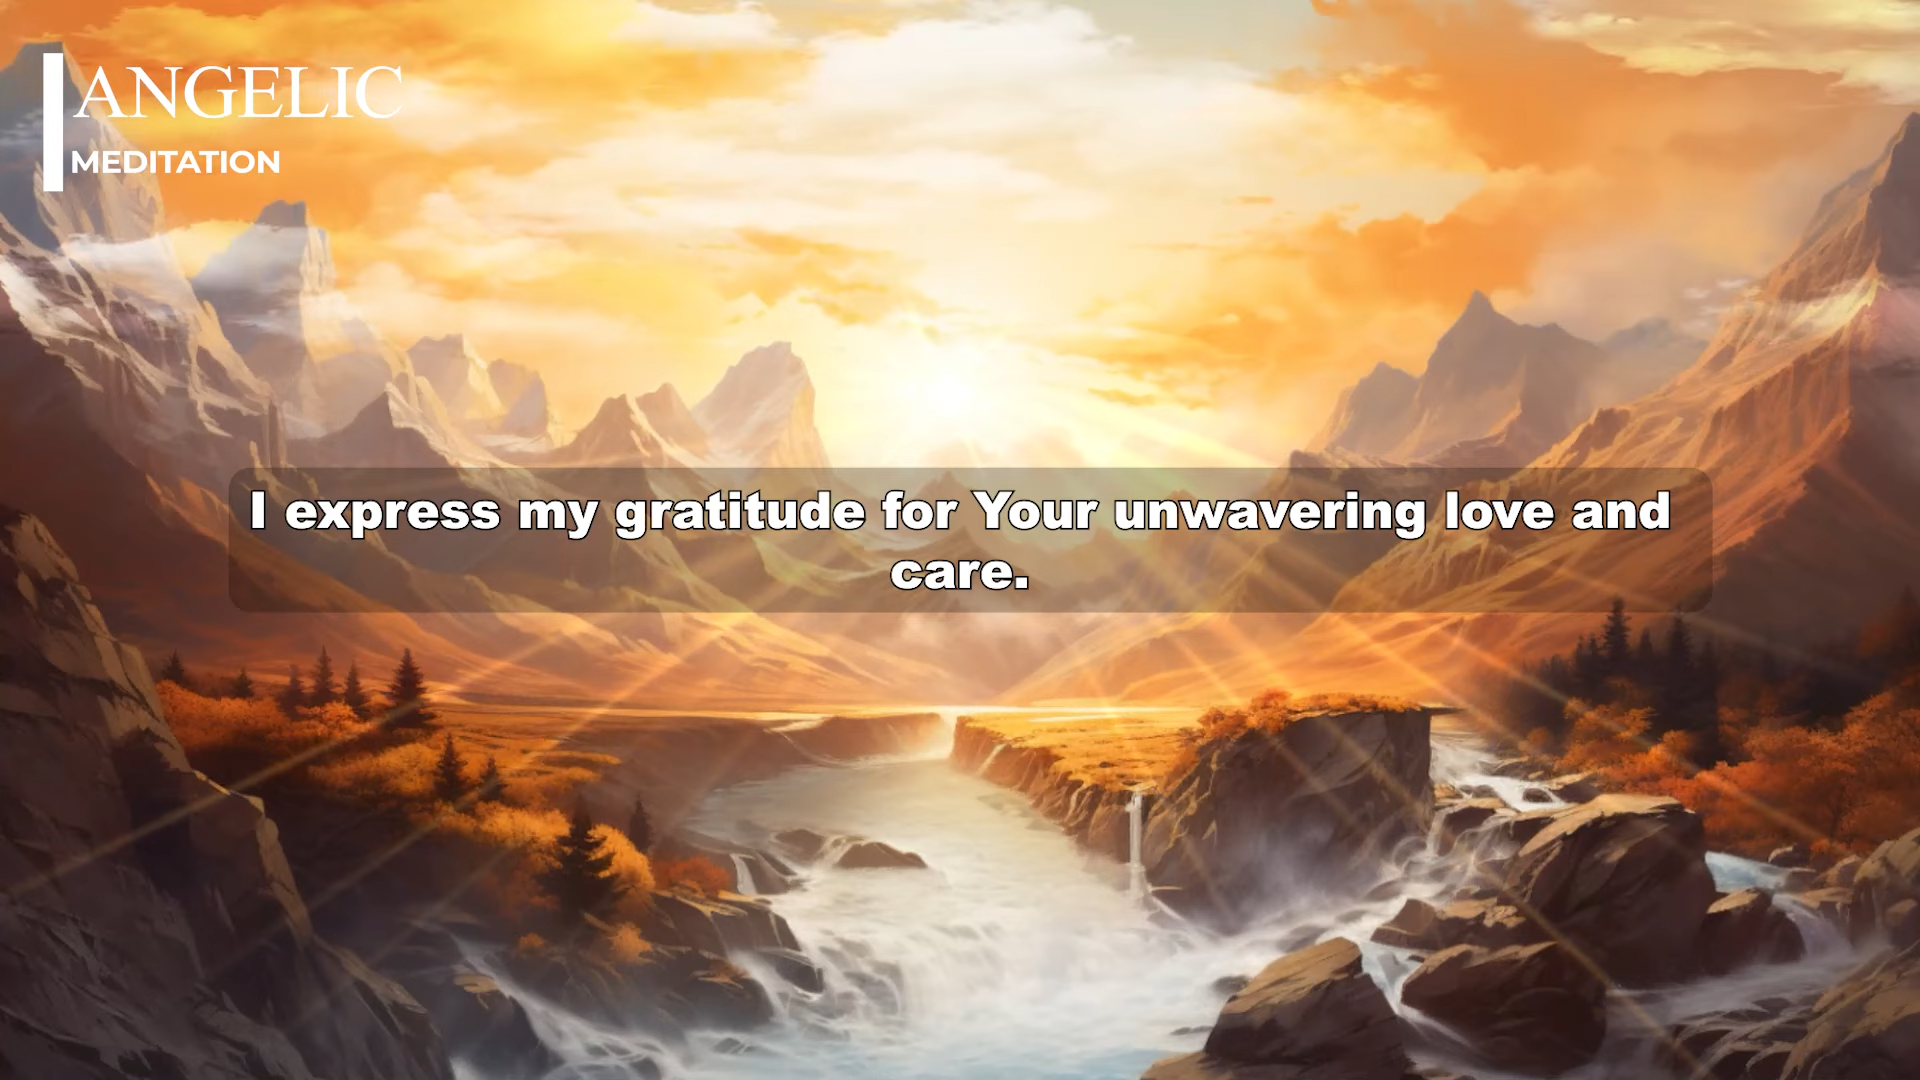 ANGELIC
MEDITATION
I express my gratitude for Your unwavering love and
care.